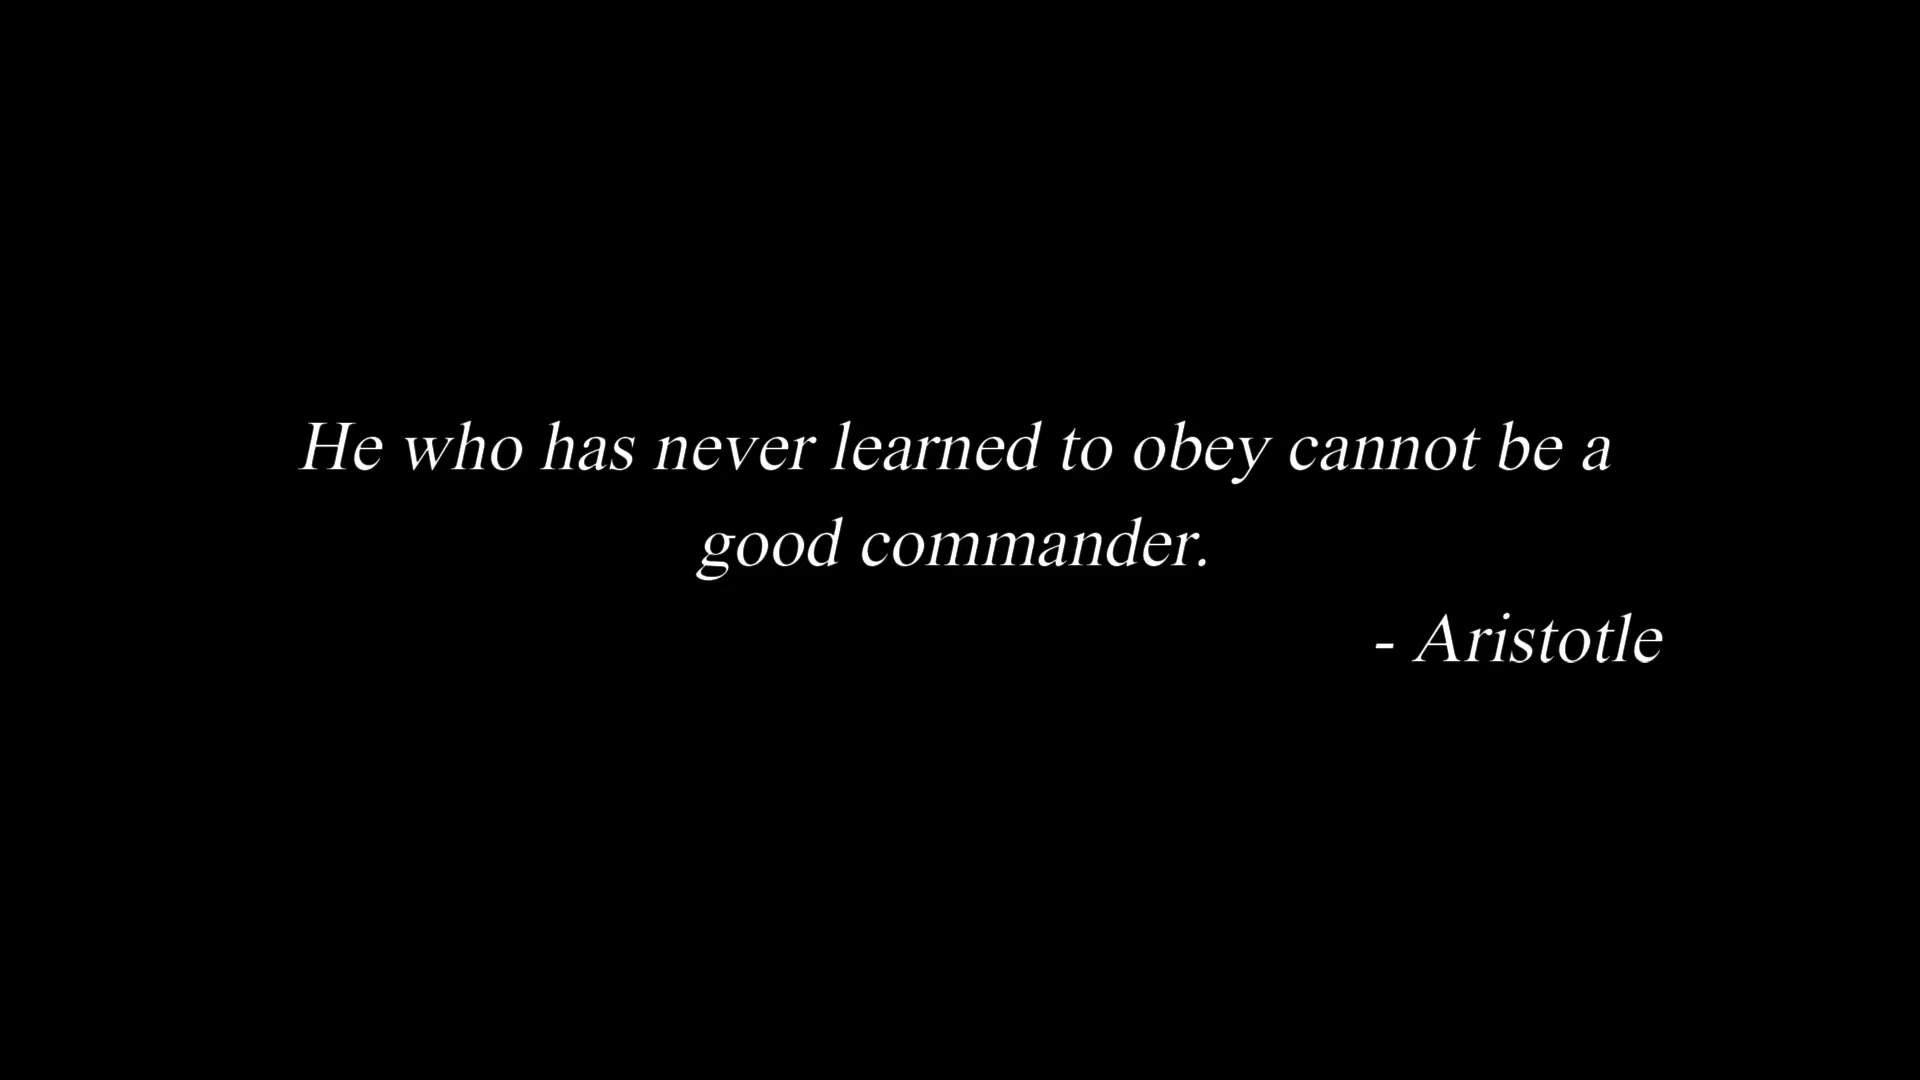 He who has never learned to obey cannot be a
good commander.
- Aristotle